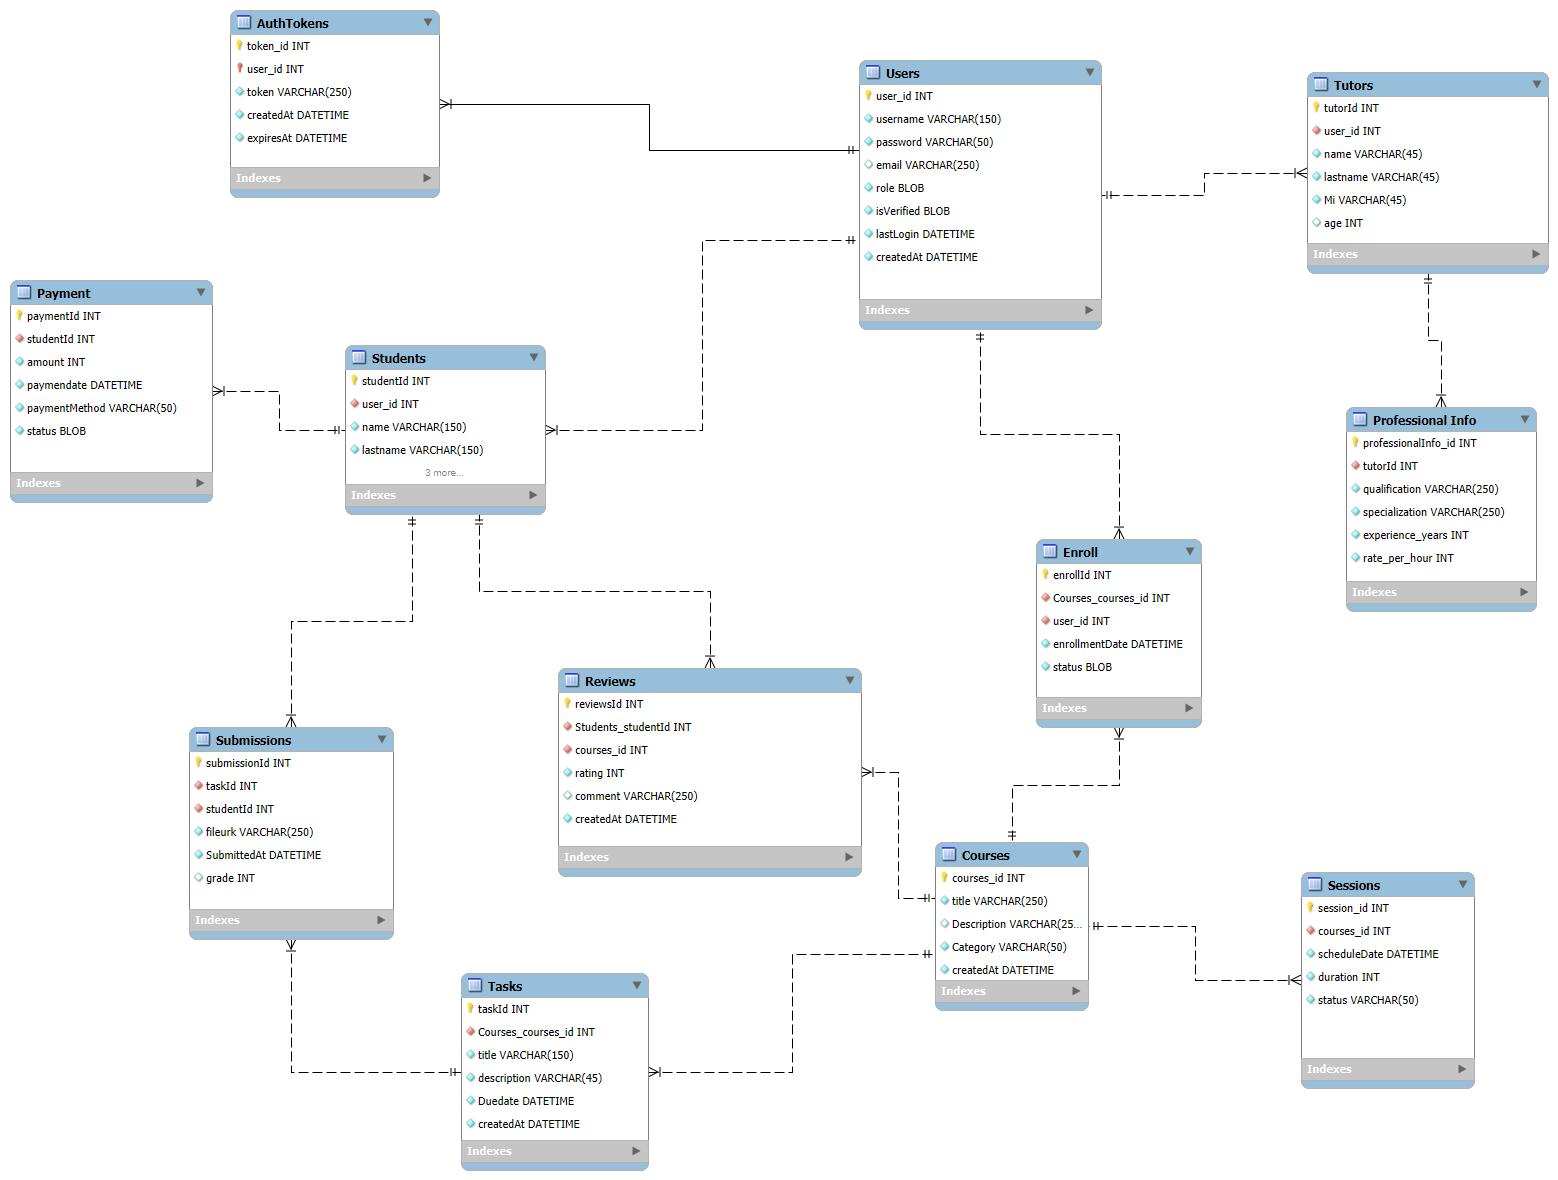 AuthTokens
token_id INT
user_id INT
token VARCHAR(250)
createdAt DATETIME
expiresAt DATETIME
Indexes
Users
user_id INT
username VARCHAR(150)
password VARCHAR(50)
email VARCHAR(250)
role BLOB
isVerified BLOB
lastLogin DATETIME
createdAt DATETIME
Indexes
Tutors
tutorId INT
user_id INT
name VARCHAR(45)
lastname VARCHAR(45)
Mi VARCHAR(45)
age INT
Indexes
Payment
paymentId INT
studentId INT
amount INT
paymendate DATETIME
paymentMethod VARCHAR(50)
status BLOB
Indexes
Students
studentId INT
user_id INT
name VARCHAR(150)
lastname VARCHAR(150)
3 more...
Indexes
Professional Info
professionalInfo_id INT
tutorId INT
qualification VARCHAR(250)
specialization VARCHAR(250)
experience_years INT
rate_per_hour INT
Indexes
Enroll
enrollId INT
Courses_courses_id INT
user_id INT
enrollmentDate DATETIME
status BLOB
Indexes
Reviews
reviewsId INT
Students_studentId INT
courses_id INT
rating INT
comment VARCHAR(250)
createdAt DATETIME
Indexes
Submissions
submissionId INT
taskId INT
studentId INT
fileurk VARCHAR(250)
SubmittedAt DATETIME
grade INT
Indexes
Courses
courses_id INT
title VARCHAR(250)
Description VARCHAR(25...
Category VARCHAR(50)
createdAt DATETIME
Indexes
Sessions
session_id INT
courses_id INT
scheduleDate DATETIME
duration INT
status VARCHAR(50)
Indexes
Tasks
taskId INT
Courses_courses_id INT
title VARCHAR(150)
description VARCHAR(45)
Duedate DATETIME
createdAt DATETIME
Indexes